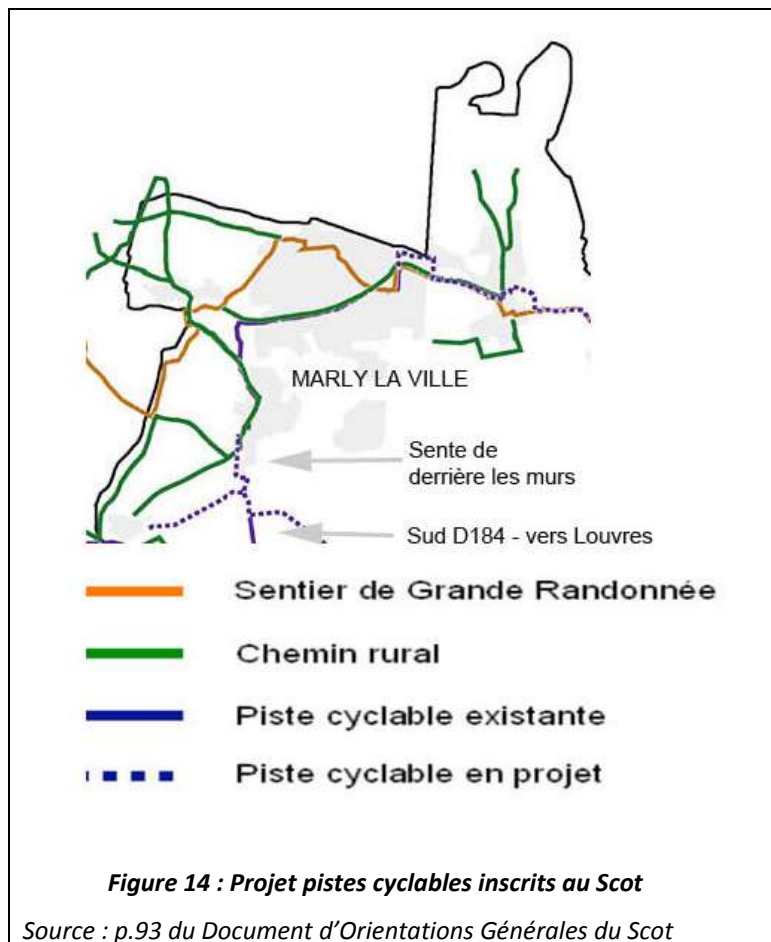 MARLY LA VILLE
Sente de
derrière les murs
Sud D184 - vers Louvres
Sentier de Grande Randonnée
Chemin rural
Piste cyclable existante
Piste cyclable en projet
Figure 14 : Projet pistes cyclables inscrits au Scot
Source : p.93 du Document d’Orientations Générales du Scot